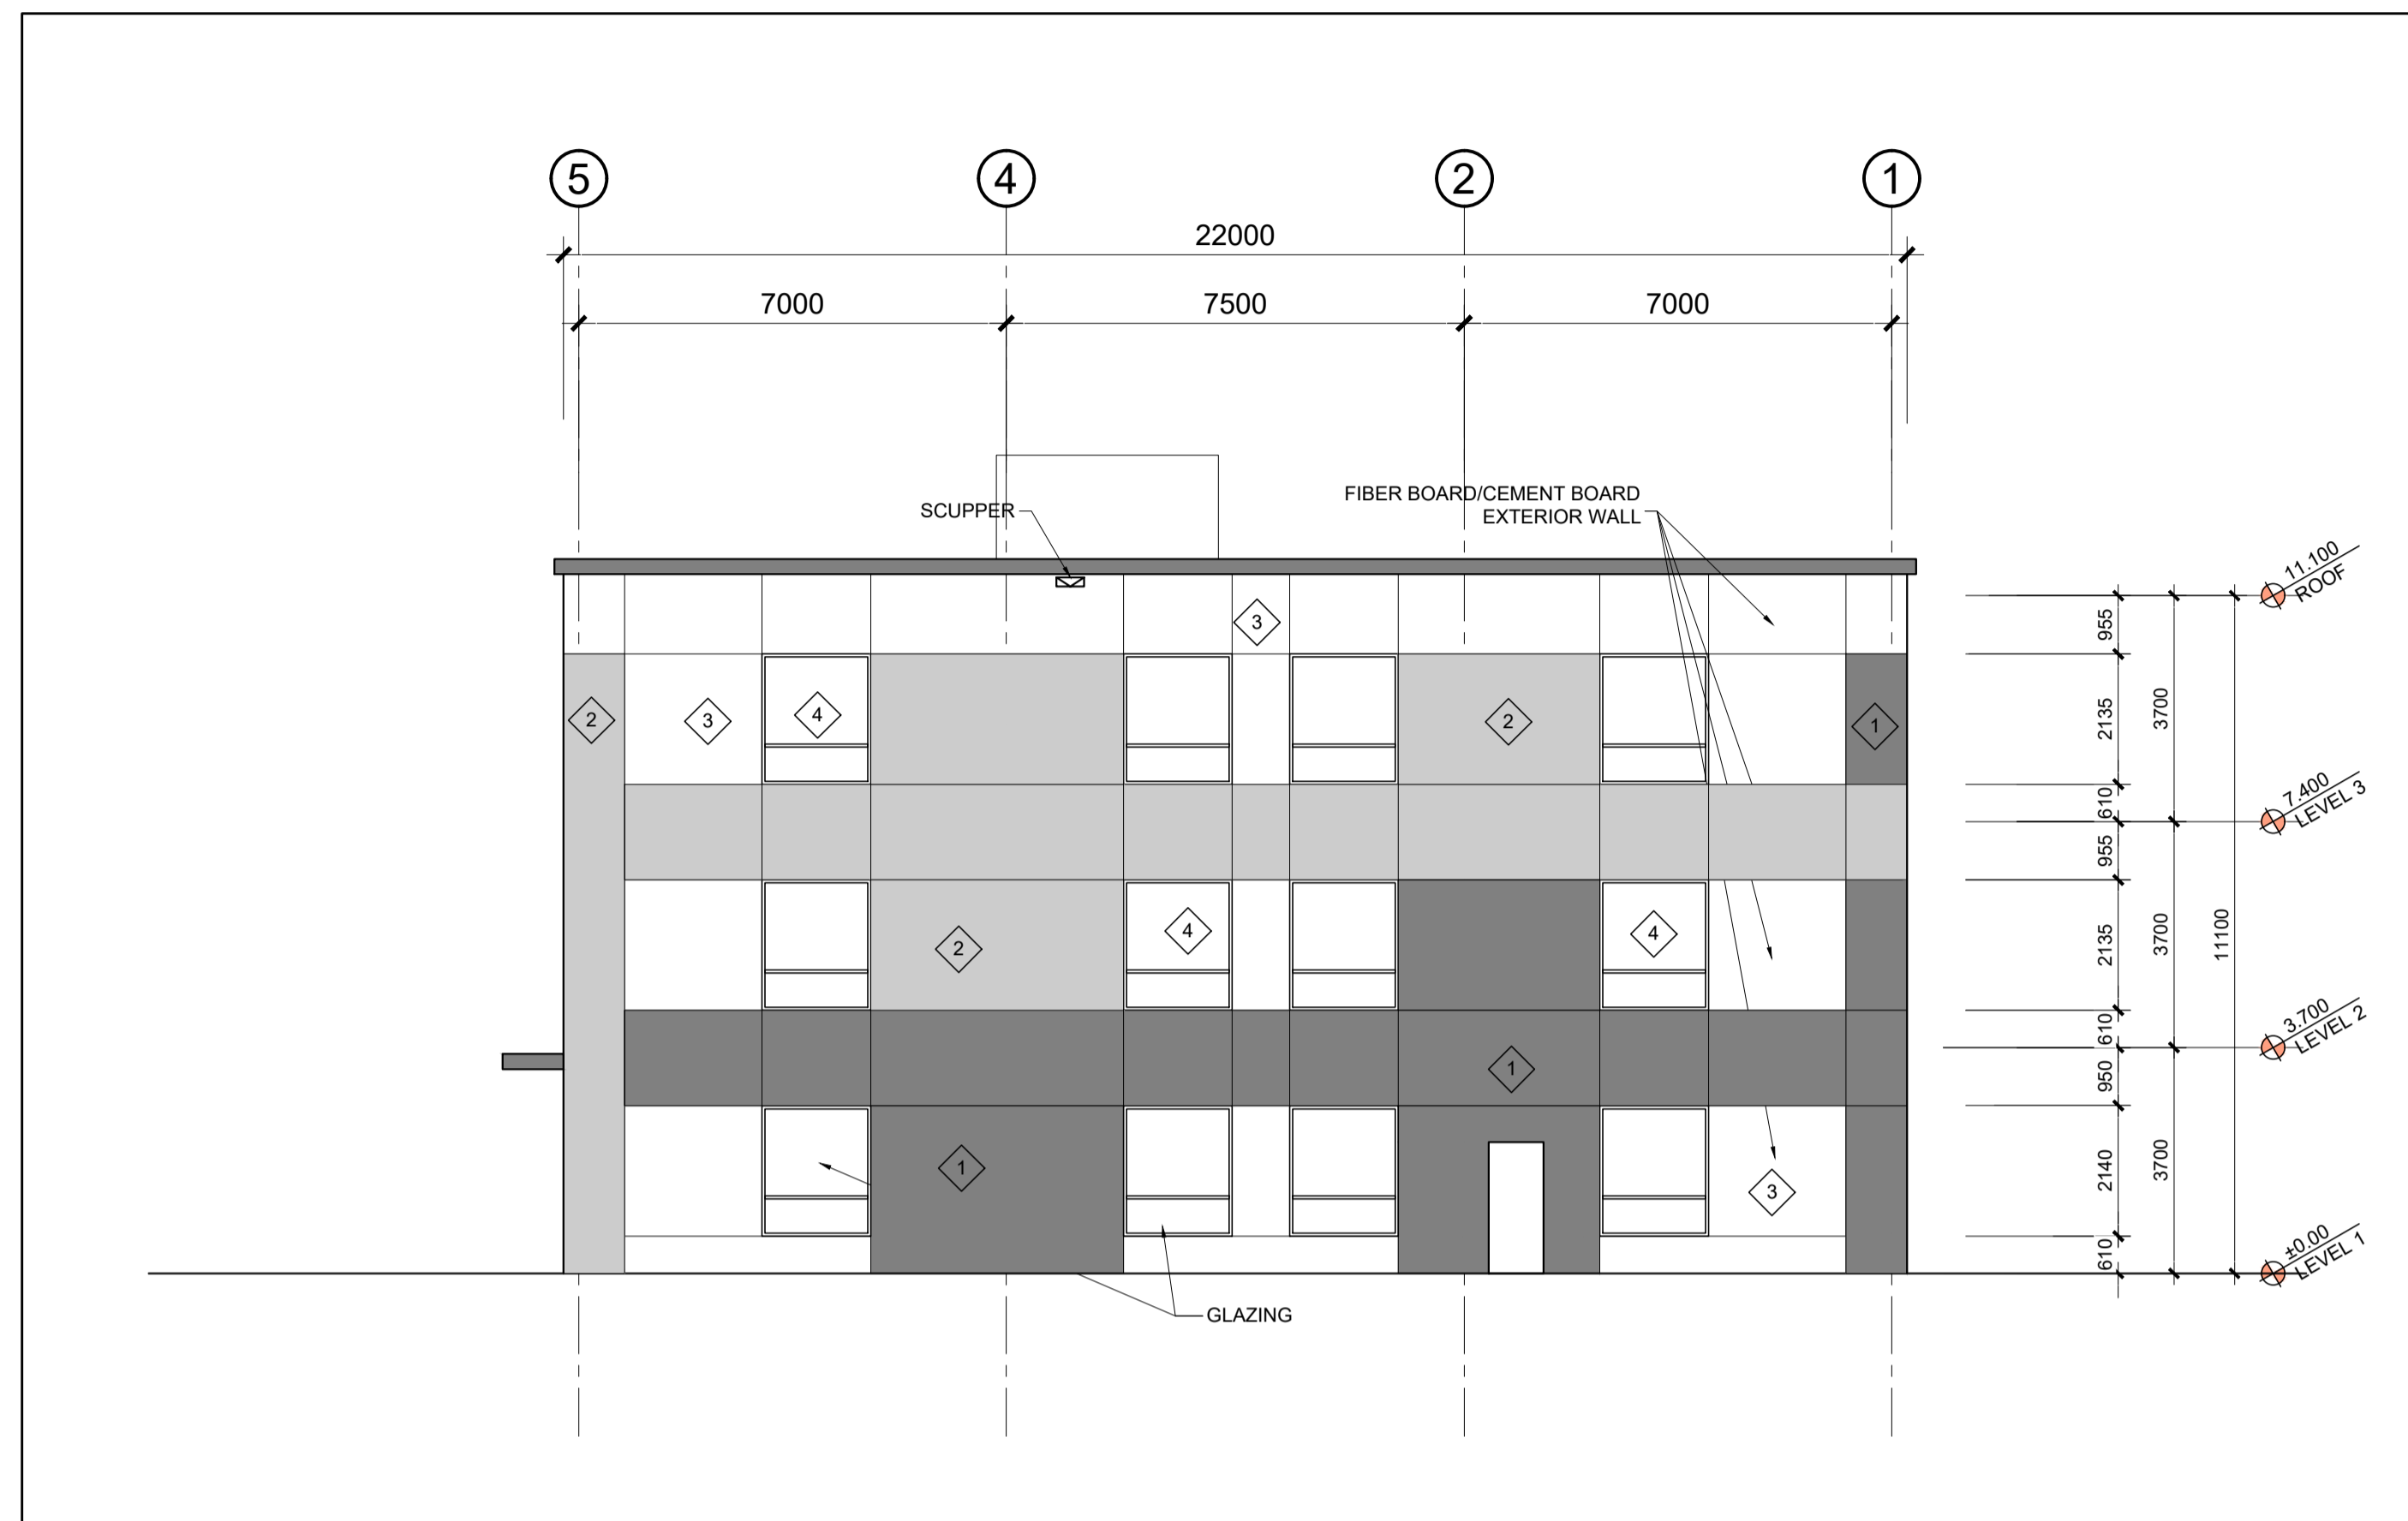 5 4 2 1
22000
7000 7500 7000
FIBER BOARD/CEMENT BOARD
SCUPPER EXTERIOR WALL
11.100
ROOF
955
3
2 3 4 2 1
2135
3700
7.400
LEVEL 3
610
955
4 4
2
2135
3700
11100
3.700
LEVEL 2
610
1
950
1
3
2140
3700
±0.00
LEVEL 1
610
GLAZING